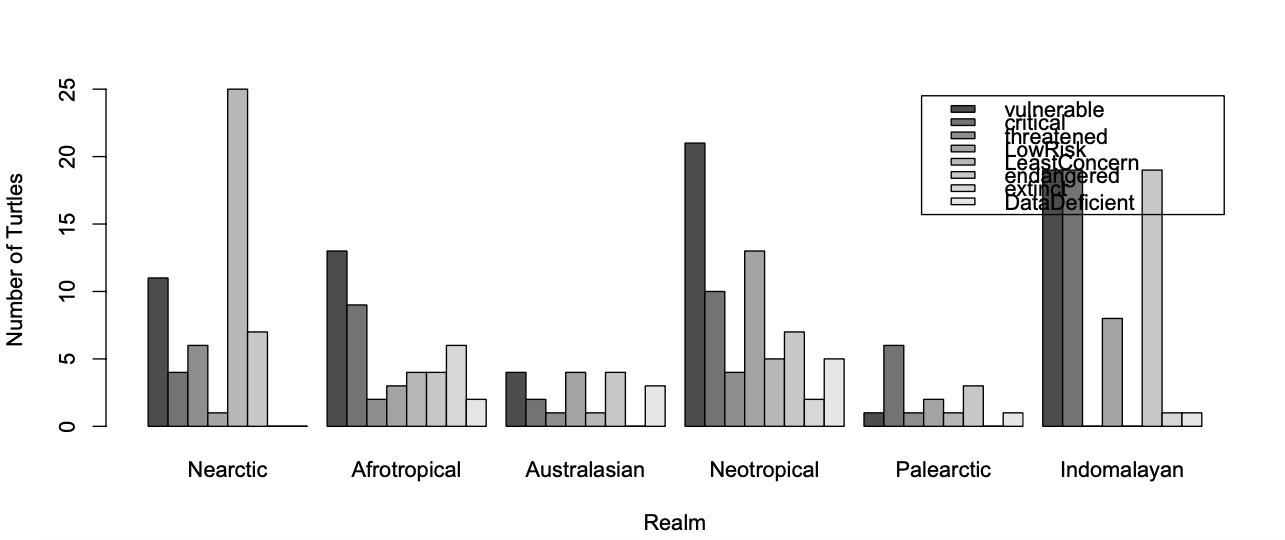 25
20
15
10
5
0
Number of Turtles
vulnerable
critical
threatened
LowRisk
LeastConcern
endangered
extinct
DataDeficient
Nearctic Afrotropical Australasian Neotropical Palearctic Indomalayan
Realm